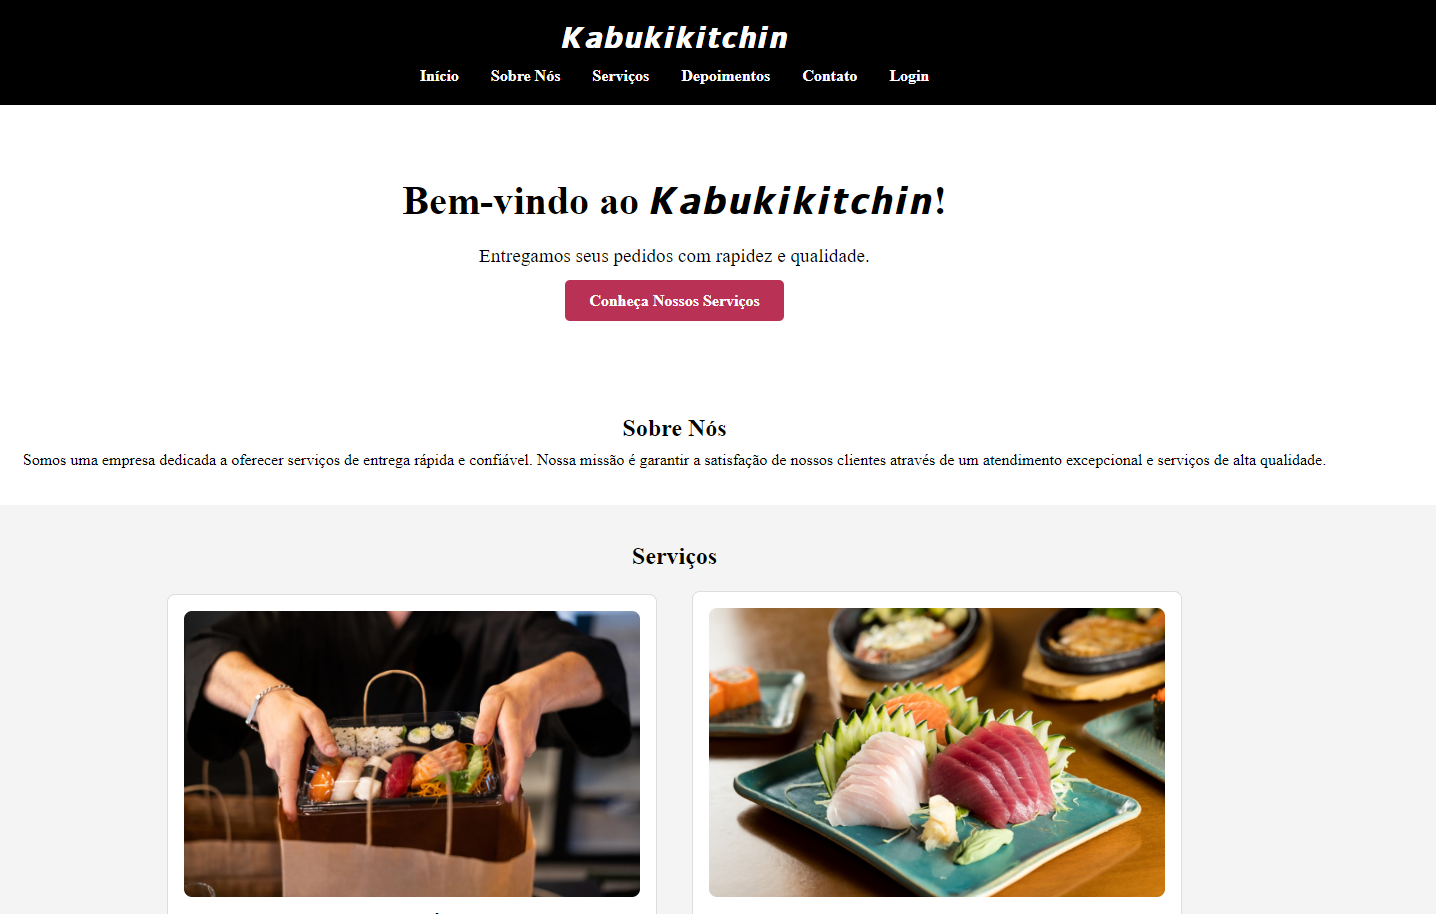 Kabukikitchin
Início Sobre Nós Serviços Depoimentos Contato Login
Bem-vindo ao Kabukikitchin!
Entregamos seus pedidos com rapidez e qualidade.
Conheça Nossos Serviços
Sobre Nós
Somos uma empresa dedicada a oferecer serviços de entrega rápida e confiável. Nossa missão é garantir a satisfação de nossos clientes através de um atendimento excepcional e serviços de alta qualidade.
Serviços